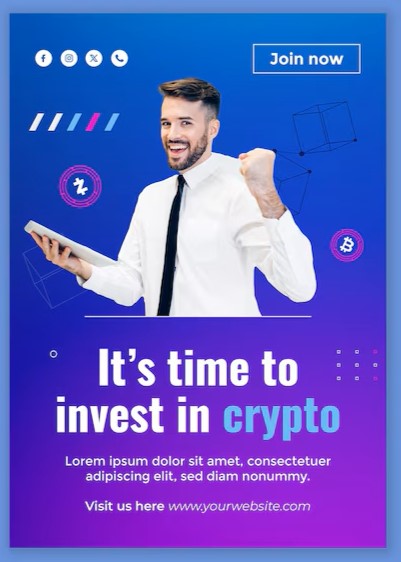 Join now
It's time to
invest in crypto
Lorem ipsum dolor sit amet, consectetuer
adipiscing elit, sed diam nonummy.
Visit us here www.yourwebsite.com